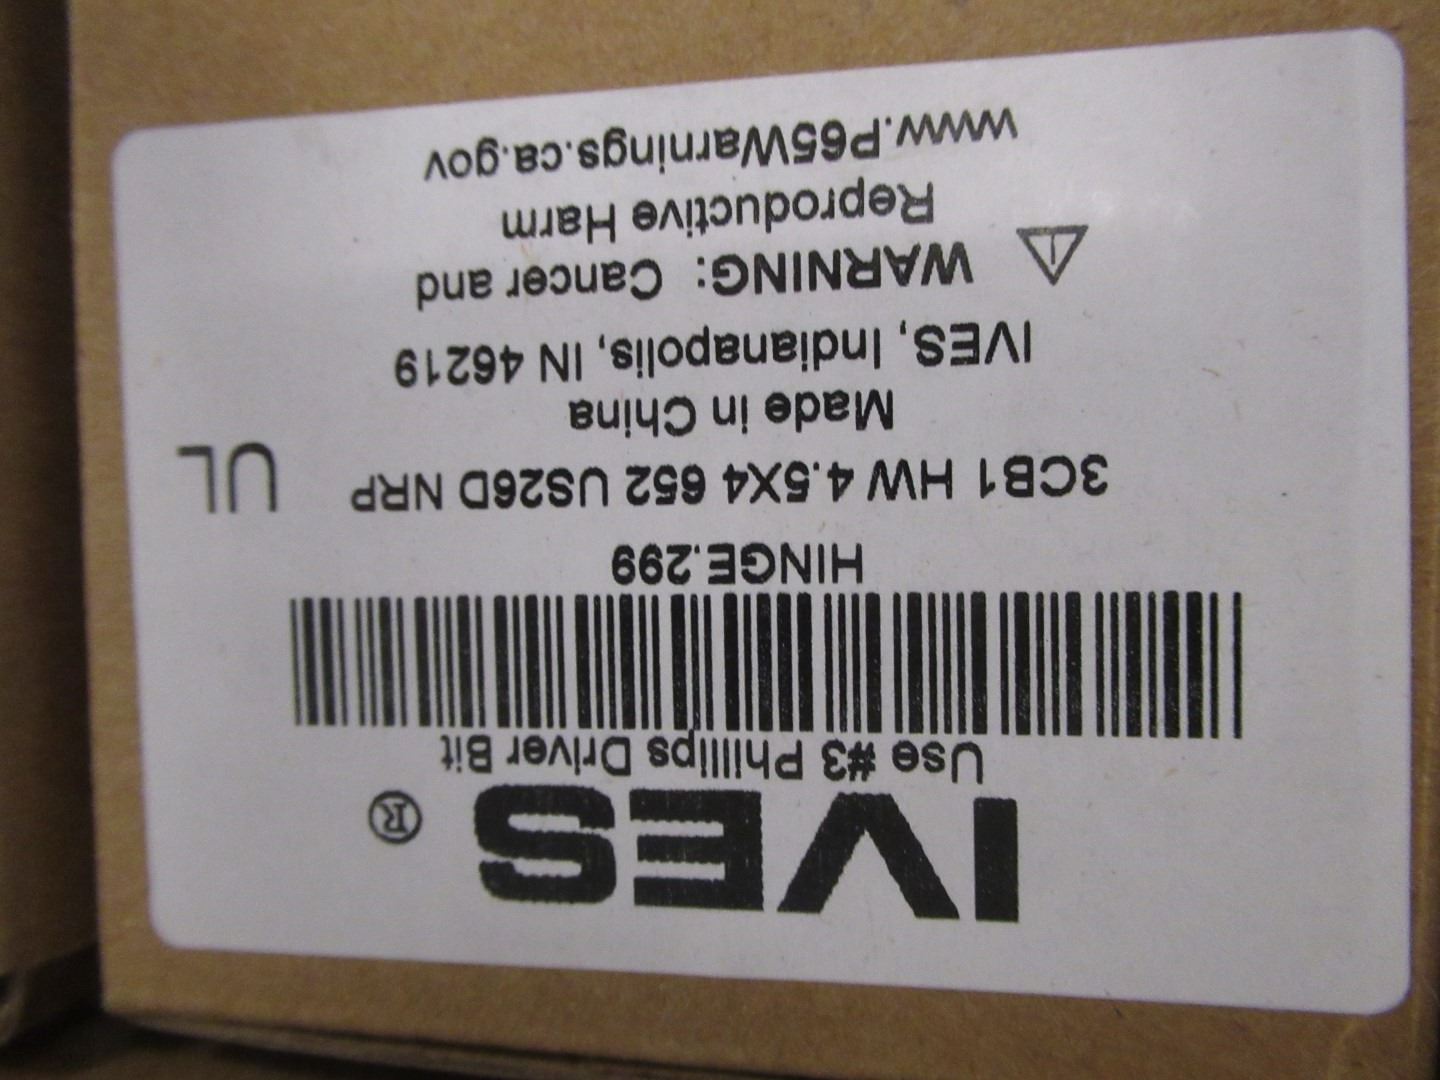 IVES ®
Use #3 Phillips Driver Bit
HINGE.299
3CB1 HW 4.5X4 652 US26D NRP
UL
Made in China
IVES, Indianapolis, IN 46219
WARNING: Cancer and
Reproductive Harm
www.P65Warnings.ca.gov